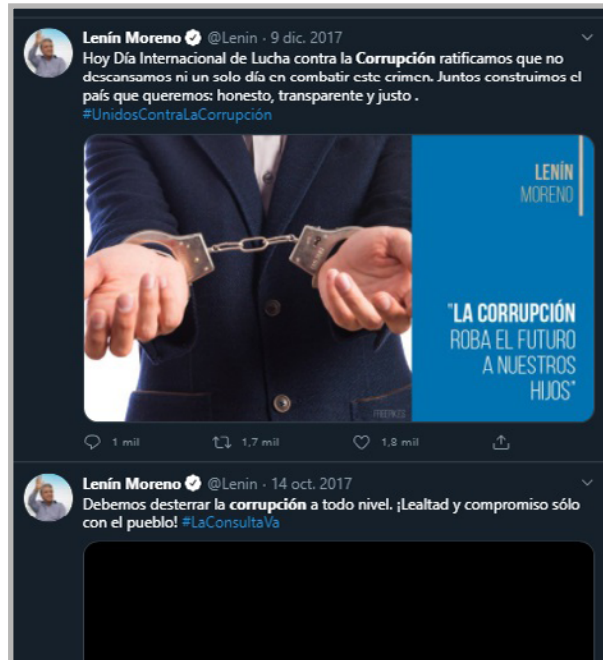 Lenín Moreno @Lenin · 9 dic. 2017
Hoy Día Internacional de Lucha contra la Corrupción ratificamos que no
descansamos ni un solo día en combatir este crimen. Juntos construimos el
país que queremos: honesto, transparente y justo .
#UnidosContraLaCorrupción
LENÍN
MORENO
"LA CORRUPCIÓN
ROBA EL FUTURO
A NUESTROS
HIJOS"
1 mil 1,7 mil 1,8 mil
Lenín Moreno @Lenin · 14 oct. 2017
Debemos desterrar la corrupción a todo nivel. ¡Lealtad y compromiso sólo
con el pueblo! #LaConsultaVa